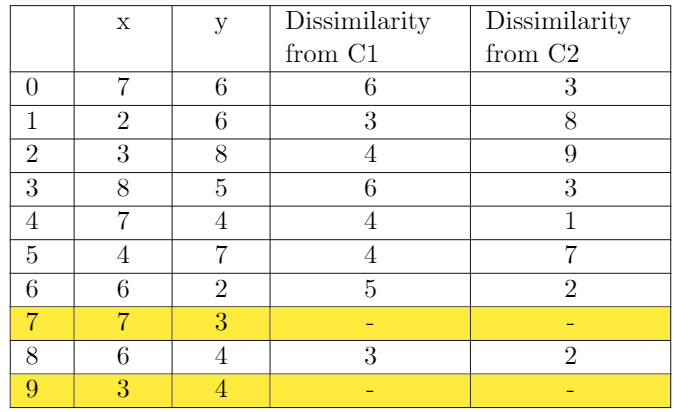 x y Dissimilarity Dissimilarity
from C1 from C2
0 7 6 6 3
1 2 6 3 8
2 3 8 4 9
3 8 5 6 3
4 7 4 4 1
5 4 7 4 7
6 6 2 5 2
7 7 3 - -
8 6 4 3 2
9 3 4 - -